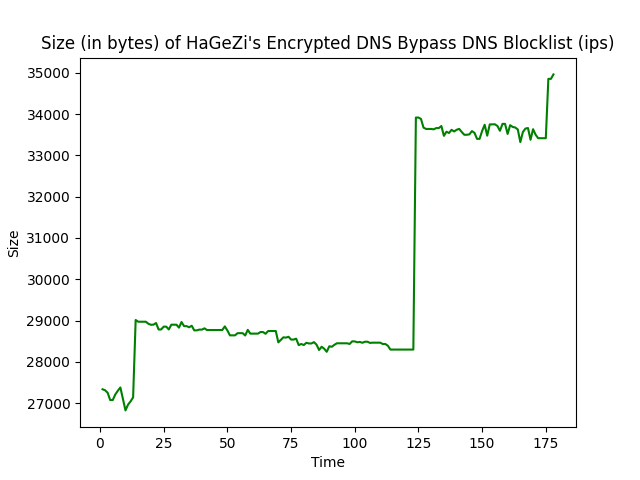 Size (in bytes) of HaGeZi's Encrypted DNS Bypass DNS Blocklist (ips)
35000
34000
33000
32000
31000
30000
29000
28000
27000
Size
0 25 50 75 100 125 150 175
Time